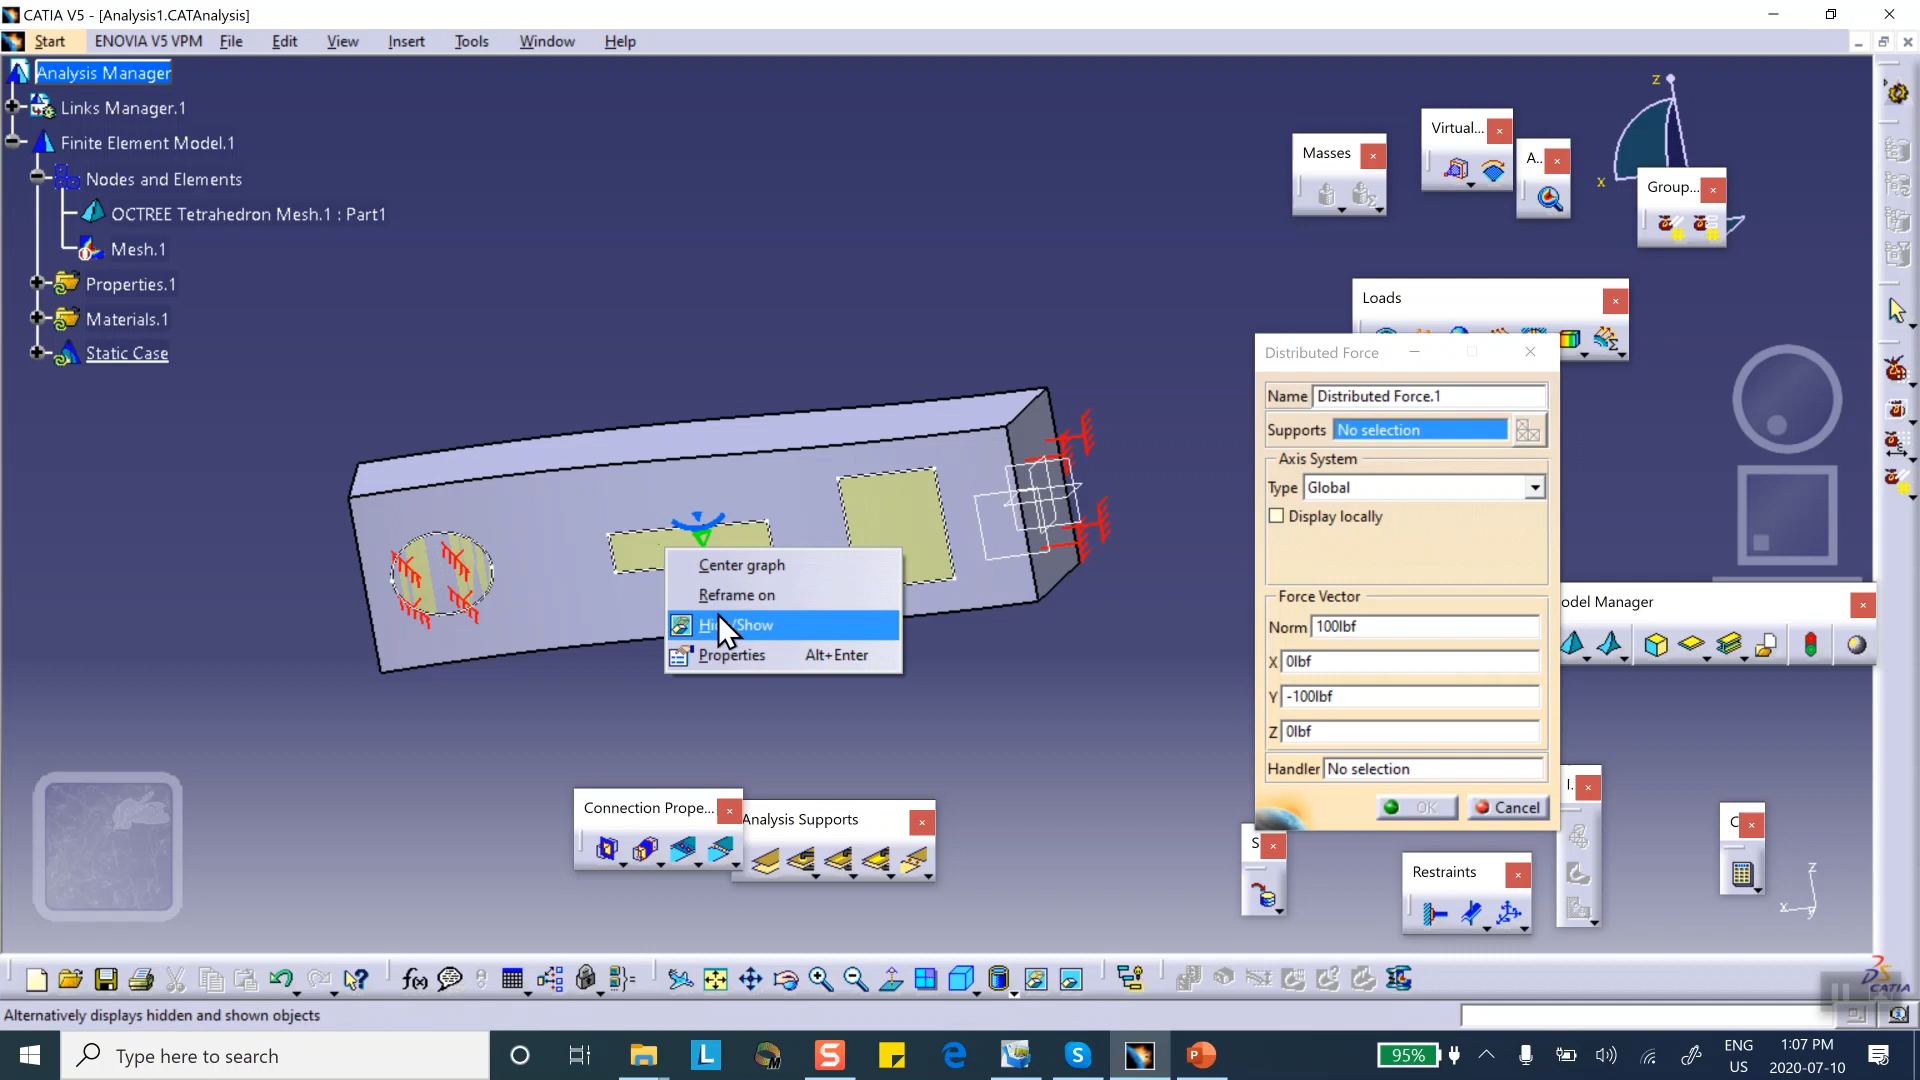 CATIA V5 - [Analysis1.CATAnalysis]
Start ENOVIA V5 VPM File Edit View Insert Tools Window Help
Analysis Manager
Links Manager.1
Finite Element Model.1
Nodes and Elements
OCTREE Tetrahedron Mesh.1 : Part1
Mesh.1
Properties.1
Materials.1
Static Case
z
x
Masses
Virtual...
A..
Group...
Loads
Distributed Force
Name Distributed Force.1
Supports No selection
Axis System
Type Global
Display locally
Force Vector
Norm 100lbf
X 0lbf
Y -100lbf
Z 0lbf
Handler No selection
OK Cancel
Center graph
Reframe on
Hide/Show
Properties Alt+Enter
odel Manager
Connection Prope...
Analysis Supports
S
Restraints
I.
C
z
x
y
f(x)
CATIA
Alternatively displays hidden and shown objects
Type here to search
95%
ENG
US
1:07 PM
2020-07-10